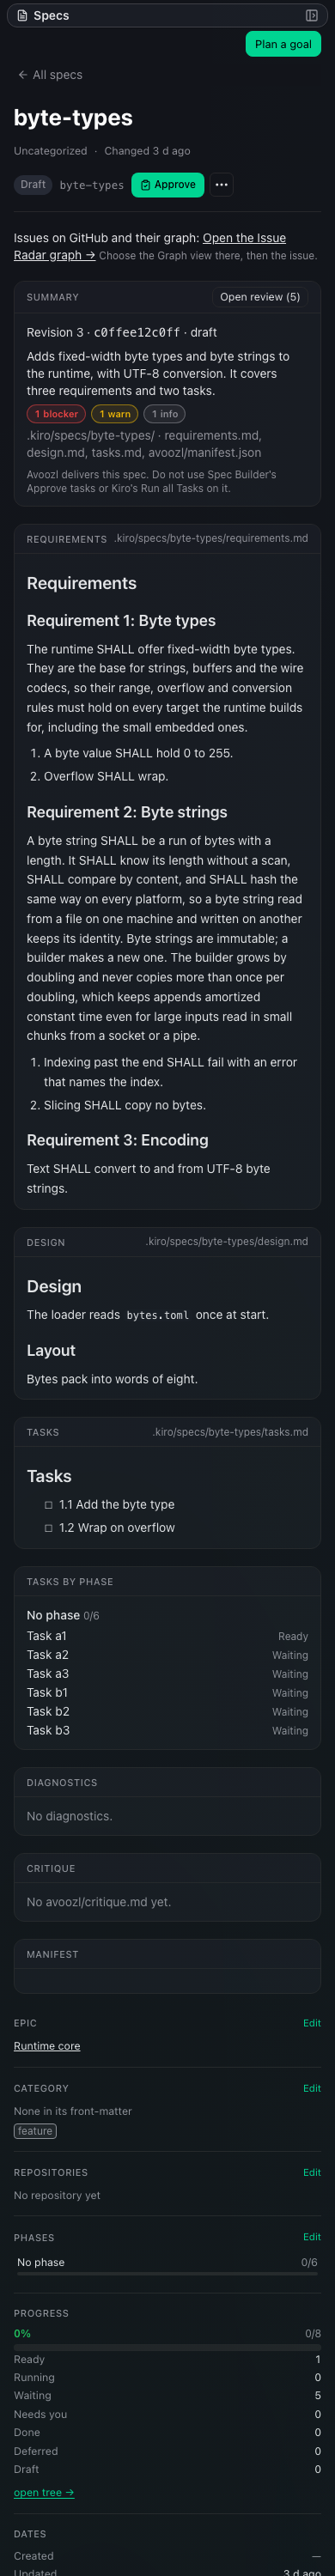 Specs
Plan a goal
← All specs
byte-types
Uncategorized · Changed 3 d ago
Draft byte-types Approve ···
Issues on GitHub and their graph: Open the Issue
Radar graph → Choose the Graph view there, then the issue.
SUMMARY Open review (5)
Revision 3 · c0ffee12c0ff · draft
Adds fixed-width byte types and byte strings to
the runtime, with UTF-8 conversion. It covers
three requirements and two tasks.
1 blocker 1 warn 1 info
.kiro/specs/byte-types/ · requirements.md,
design.md, tasks.md, avoozl/manifest.json
Avoozl delivers this spec. Do not use Spec Builder's
Approve tasks or Kiro's Run all Tasks on it.
REQUIREMENTS .kiro/specs/byte-types/requirements.md
Requirements
Requirement 1: Byte types
The runtime SHALL offer fixed-width byte types.
They are the base for strings, buffers and the wire
codecs, so their range, overflow and conversion
rules must hold on every target the runtime builds
for, including the small embedded ones.
1. A byte value SHALL hold 0 to 255.
2. Overflow SHALL wrap.
Requirement 2: Byte strings
A byte string SHALL be a run of bytes with a
length. It SHALL know its length without a scan,
SHALL compare by content, and SHALL hash the
same way on every platform, so a byte string read
from a file on one machine and written on another
keeps its identity. Byte strings are immutable; a
builder makes a new one. The builder grows by
doubling and never copies more than once per
doubling, which keeps appends amortized
constant time even for large inputs read in small
chunks from a socket or a pipe.
1. Indexing past the end SHALL fail with an error
that names the index.
2. Slicing SHALL copy no bytes.
Requirement 3: Encoding
Text SHALL convert to and from UTF-8 byte
strings.
DESIGN .kiro/specs/byte-types/design.md
Design
The loader reads bytes.toml once at start.
Layout
Bytes pack into words of eight.
TASKS .kiro/specs/byte-types/tasks.md
Tasks
1.1 Add the byte type
1.2 Wrap on overflow
TASKS BY PHASE
No phase 0/6
Task a1 Ready
Task a2 Waiting
Task a3 Waiting
Task b1 Waiting
Task b2 Waiting
Task b3 Waiting
DIAGNOSTICS
No diagnostics.
CRITIQUE
No avoozl/critique.md yet.
MANIFEST
EPIC Edit
Runtime core
CATEGORY Edit
None in its front-matter
feature
REPOSITORIES Edit
No repository yet
PHASES Edit
No phase 0/6
PROGRESS
0% 0/8
Ready 1
Running 0
Waiting 5
Needs you 0
Done 0
Deferred 0
Draft 0
open tree →
DATES
Created —
Updated 3 d ago